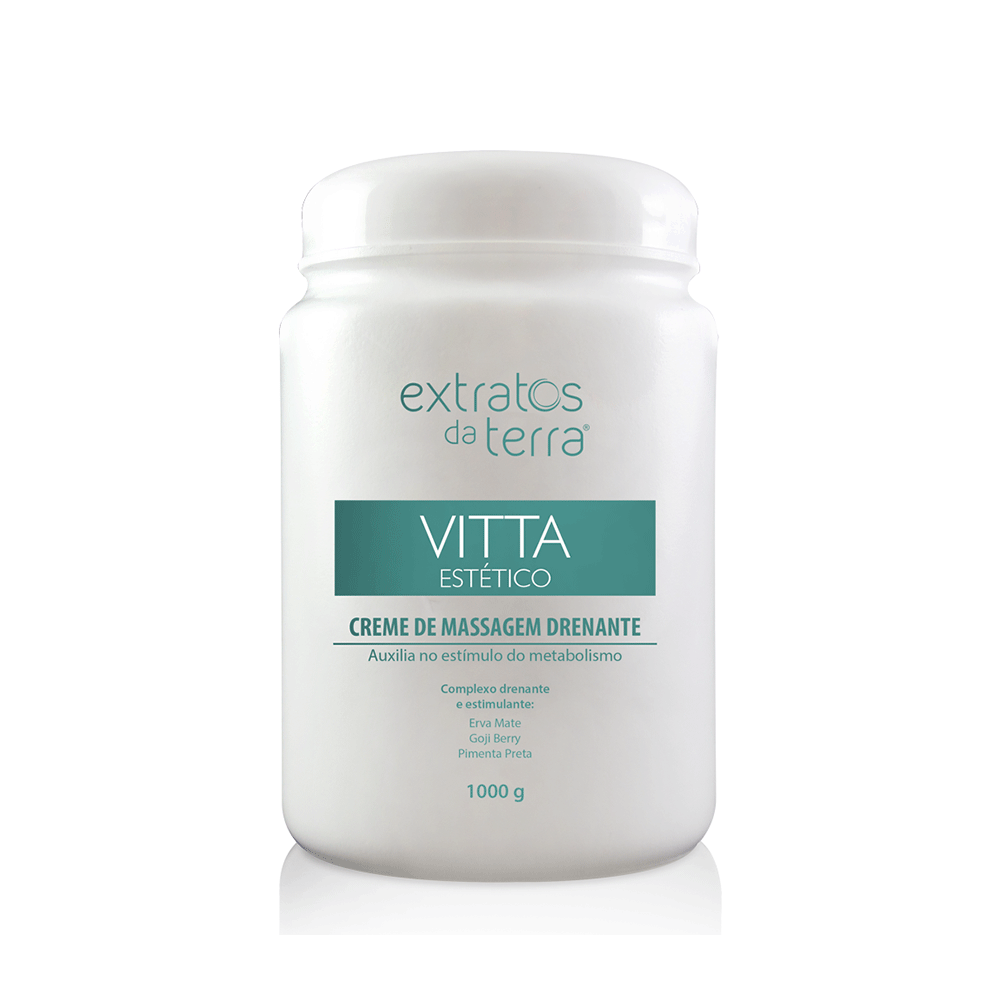 extratos
da terra®
VITTA
ESTÉTICO
CREME DE MASSAGEM DRENANTE
Auxilia no estímulo do metabolismo
Complexo drenante
e estimulante:
Erva Mate
Goji Berry
Pimenta Preta
1000 g